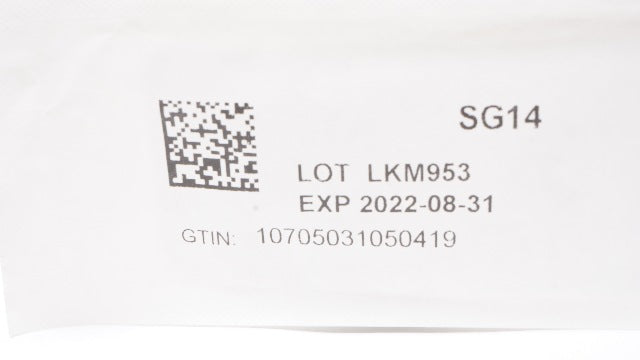 SG14
LOT LKM953
EXP 2022-08-31
GTIN: 10705031050419